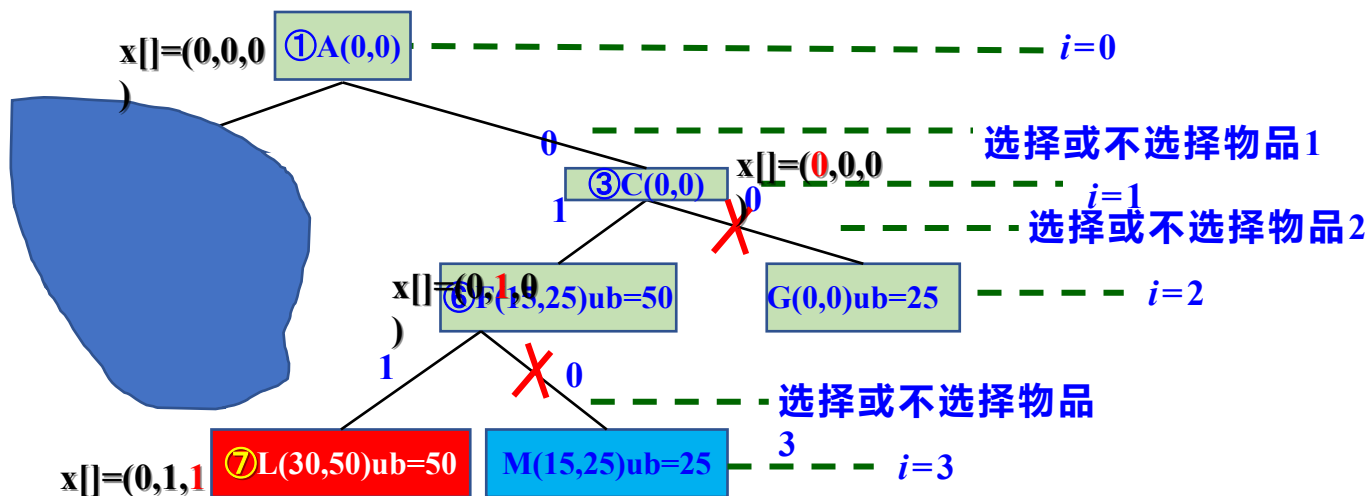 x[]=(0,0,0
)
①A(0,0)
i=0
0
选择或不选择物品1
③C(0,0)
x[]=(0,0,0
)
i=1
1
0
选择或不选择物品2
x[]=(0,1,0
)
⑥F(15,25)ub=50
G(0,0)ub=25
i=2
1
0
选择或不选择物品
3
x[]=(0,1,1
⑦L(30,50)ub=50
M(15,25)ub=25
i=3